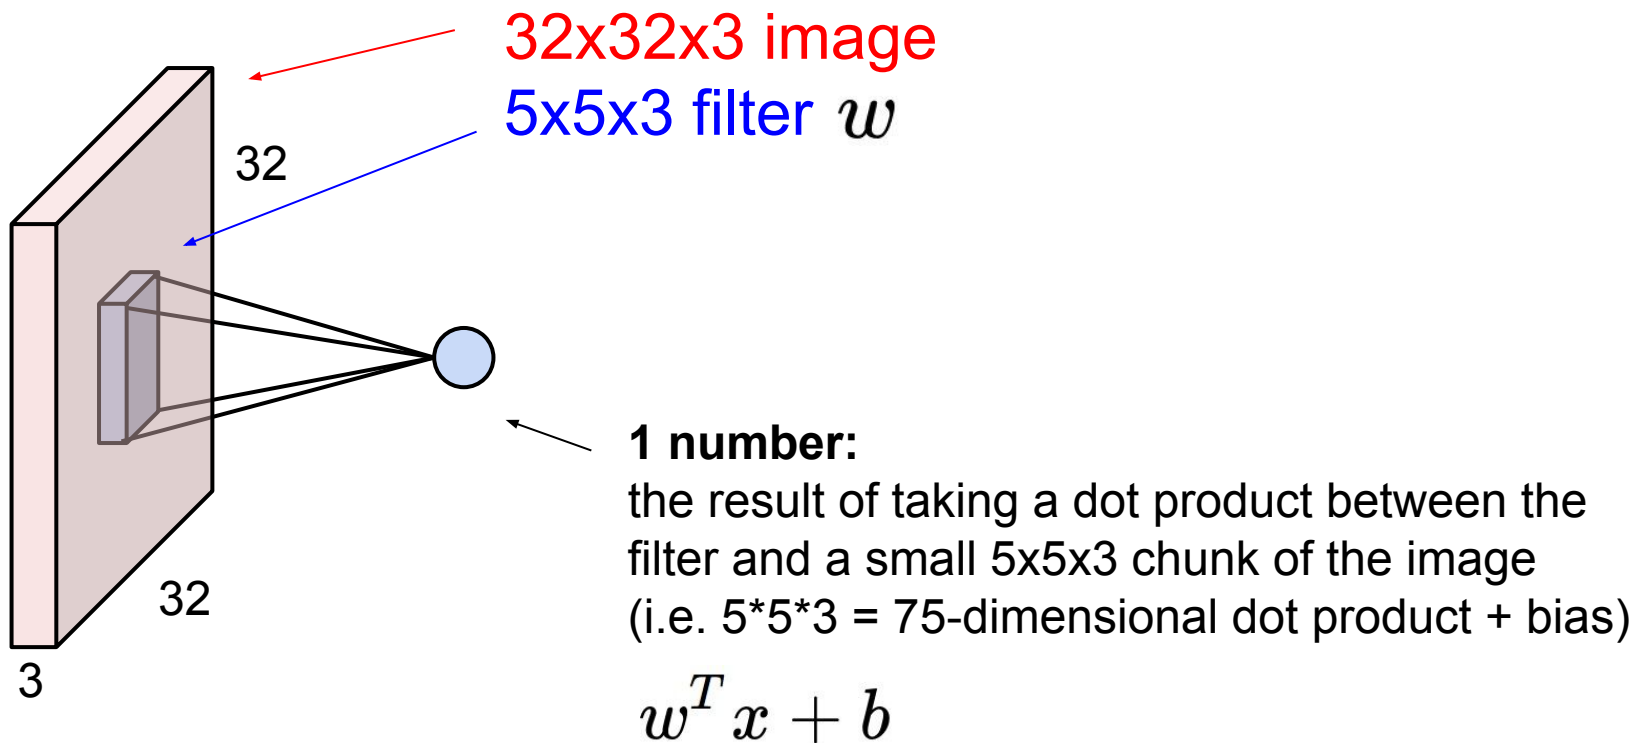 32x32x3 image
5x5x3 filter w
32
32
3
1 number:
the result of taking a dot product between the
filter and a small 5x5x3 chunk of the image
(i.e. 5*5*3 = 75-dimensional dot product + bias)
w^T x + b